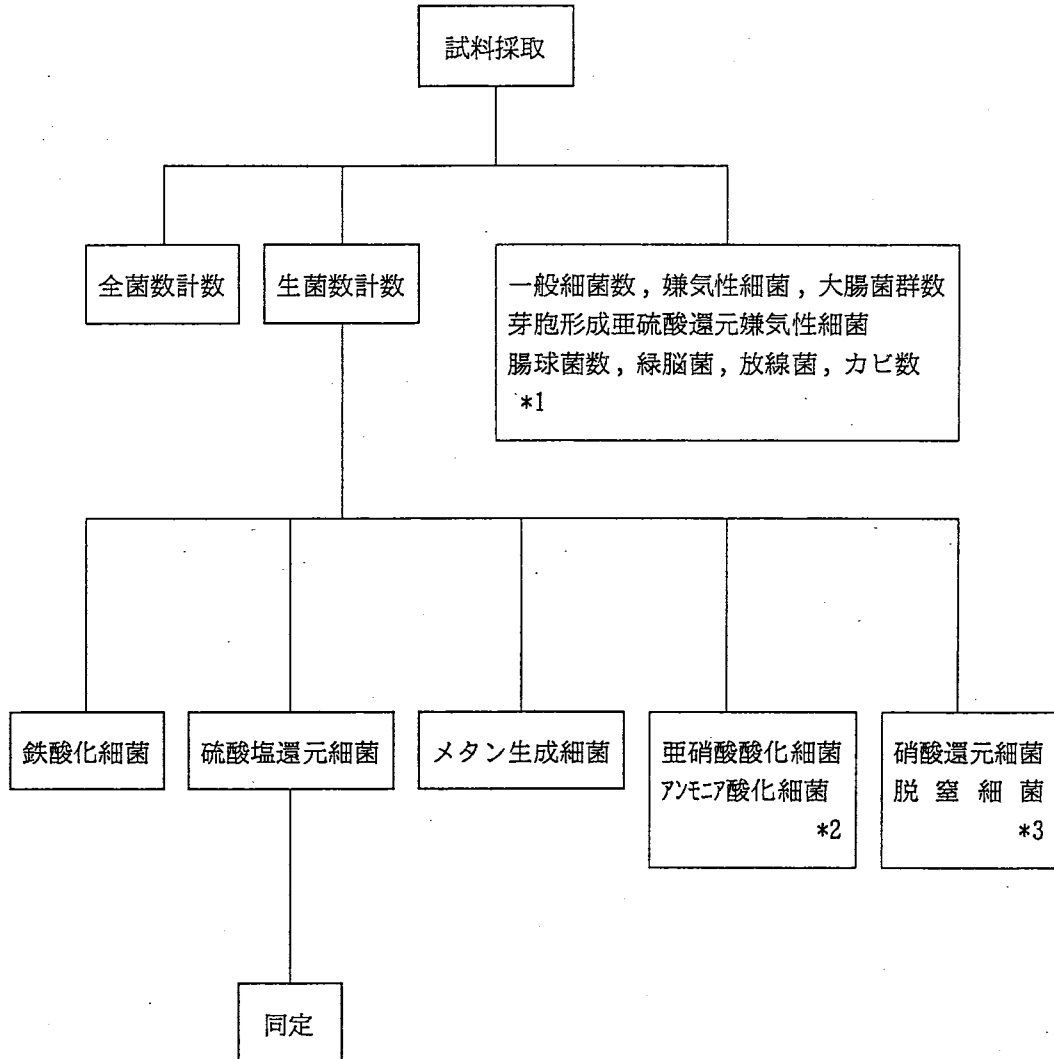 試料採取
全菌数計数
生菌数計数
一般細菌数，嫌気性細菌，大腸菌群数
芽胞形成亜硫酸還元嫌気性細菌
腸球菌数，緑脳菌，放線菌，カビ数
*1
鉄酸化細菌
硫酸塩還元細菌
メタン生成細菌
亜硝酸酸化細菌
アンモニア酸化細菌
*2
硝酸還元細菌
脱窒細菌
*3
同定